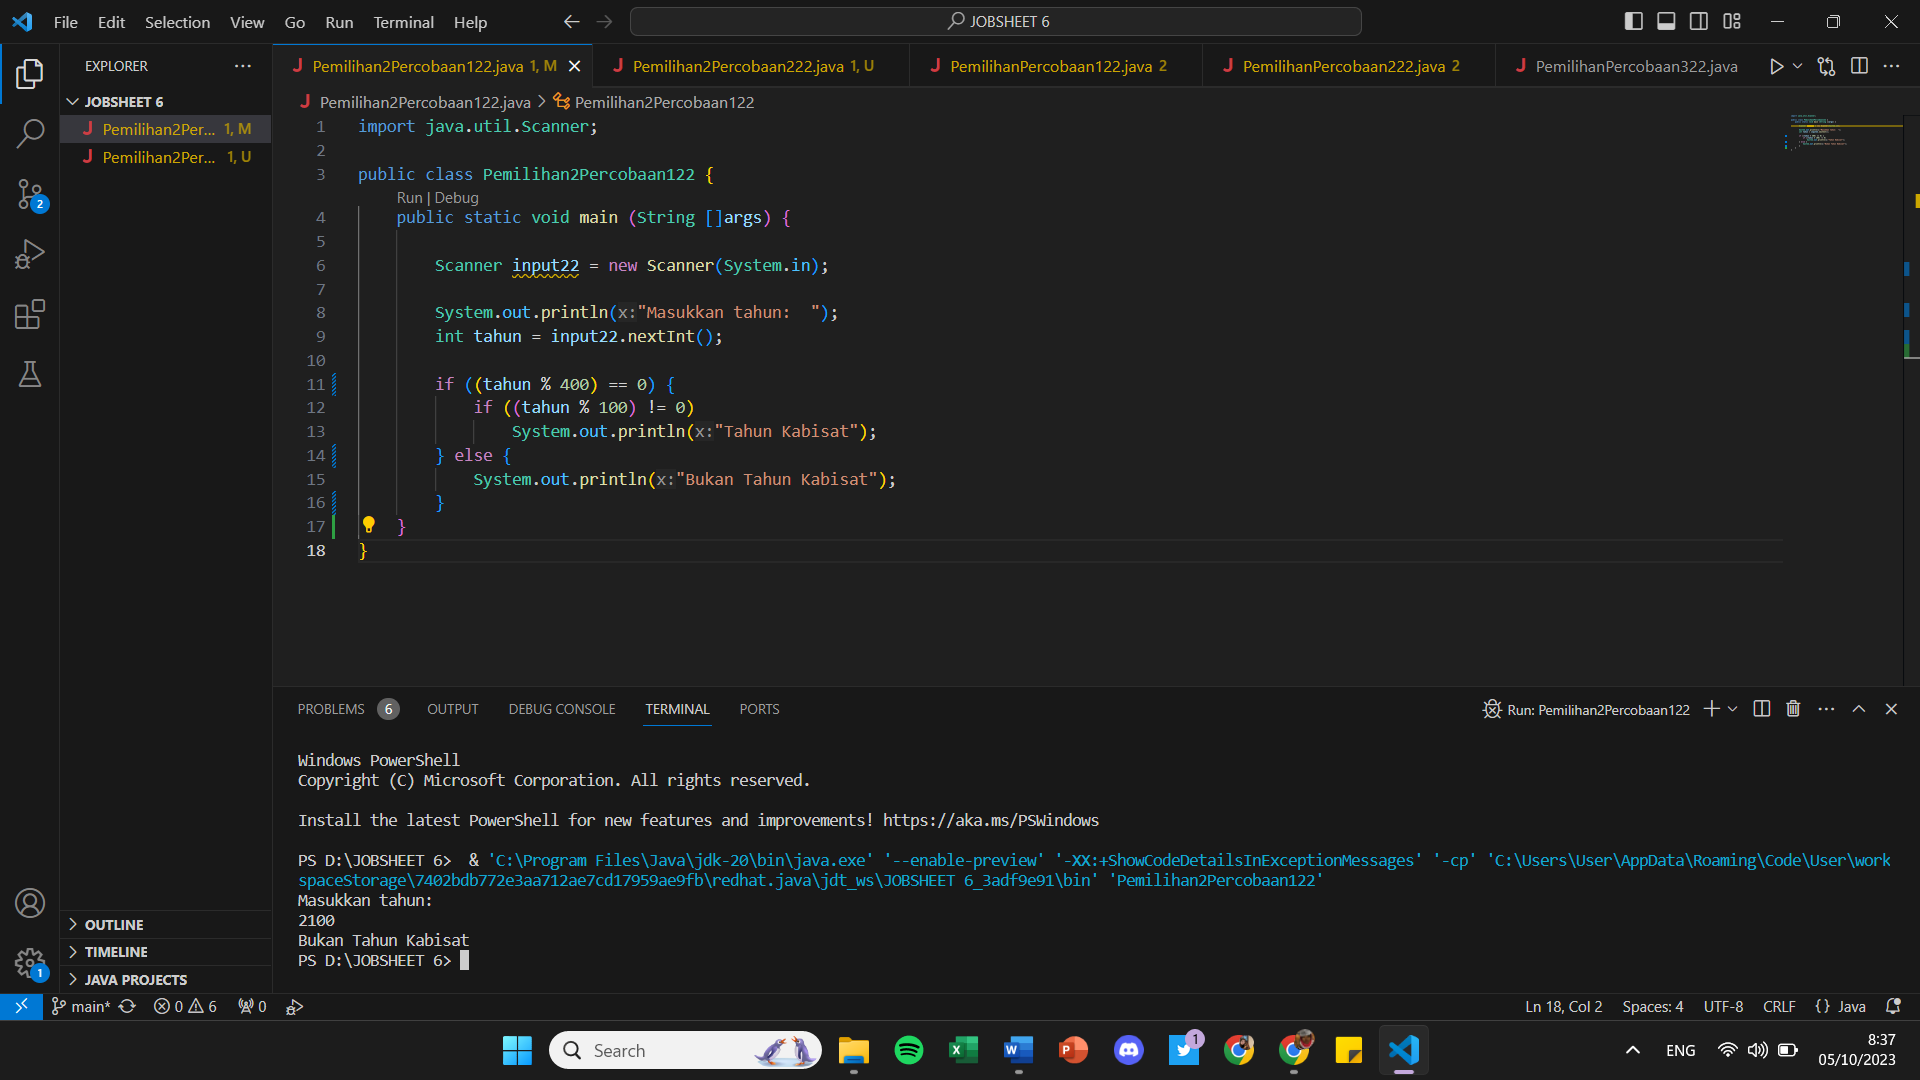 File Edit Selection View Go Run Terminal Help
JOBSHEET 6
EXPLORER
JOBSHEET 6
Pemilihan2Per... 1, M
Pemilihan2Per... 1, U
2
Pemilihan2Percobaan122.java 1, M
Pemilihan2Percobaan222.java 1, U
PemilihanPercobaan122.java 2
PemilihanPercobaan222.java 2
PemilihanPercobaan322.java
Pemilihan2Percobaan122.java > Pemilihan2Percobaan122
1 import java.util.Scanner;
2
3 public class Pemilihan2Percobaan122 {
Run | Debug
4 public static void main (String []args) {
5
6 Scanner input22 = new Scanner(System.in);
7
8 System.out.println(x:"Masukkan tahun:  ");
9 int tahun = input22.nextInt();
10
11 if ((tahun % 400) == 0) {
12 if ((tahun % 100) != 0)
13 System.out.println(x:"Tahun Kabisat");
14 } else {
15 System.out.println(x:"Bukan Tahun Kabisat");
16 }
17 }
18 }
OUTLINE
TIMELINE
JAVA PROJECTS
1
PROBLEMS 6 OUTPUT DEBUG CONSOLE TERMINAL PORTS
Run: Pemilihan2Percobaan122
Windows PowerShell
Copyright (C) Microsoft Corporation. All rights reserved.
Install the latest PowerShell for new features and improvements! https://aka.ms/PSWindows
PS D:\JOBSHEET 6>  & 'C:\Program Files\Java\jdk-20\bin\java.exe' '--enable-preview' '-XX:+ShowCodeDetailsInExceptionMessages' '-cp' 'C:\Users\User\AppData\Roaming\Code\User\work
spaceStorage\7402bdb772e3aa712ae7cd17959ae9fb\redhat.java\jdt_ws\JOBSHEET 6_3adf9e91\bin' 'Pemilihan2Percobaan122'
Masukkan tahun:
2100
Bukan Tahun Kabisat
PS D:\JOBSHEET 6>
main* 0 6 0
Ln 18, Col 2 Spaces: 4 UTF-8 CRLF {} Java
Search
1
ENG
8:37
05/10/2023